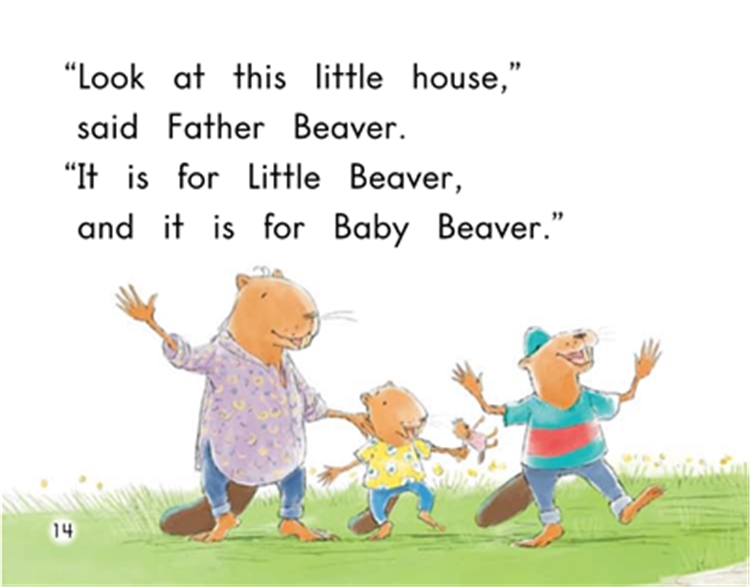 “Look at this little house,”
said Father Beaver.
“It is for Little Beaver,
and it is for Baby Beaver.”
14